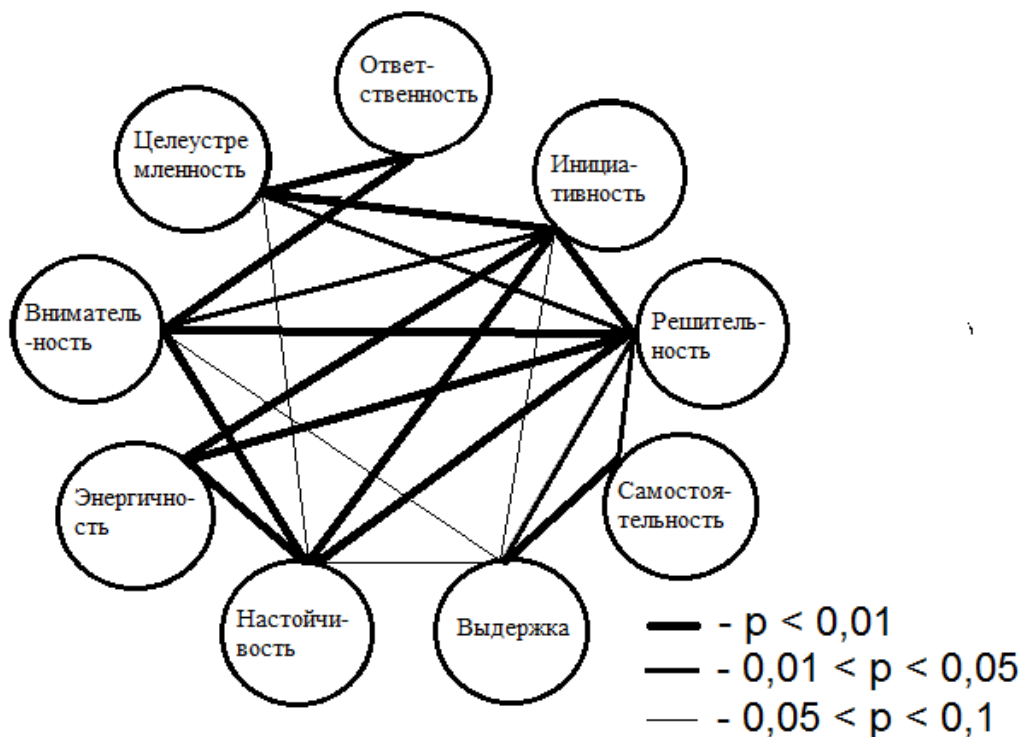 Ответ-
ственность
Целеустре
мленность
Инициа-
тивность
Вниматель
-ность
Решитель-
ность
Энергично-
сть
Самостоя-
тельность
Настойчи-
вость
Выдержка
- p < 0,01
- 0,01 < p < 0,05
- 0,05 < p < 0,1